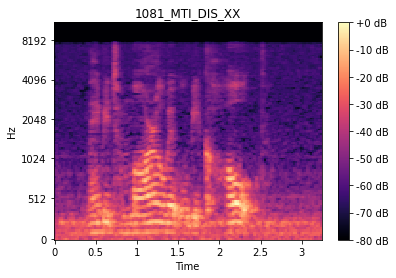 1081_MTI_DIS_XX
Hz
8192
4096
2048
1024
512
0
0
0.5
1
1.5
2
2.5
3
Time
+0 dB
-10 dB
-20 dB
-30 dB
-40 dB
-50 dB
-60 dB
-70 dB
-80 dB